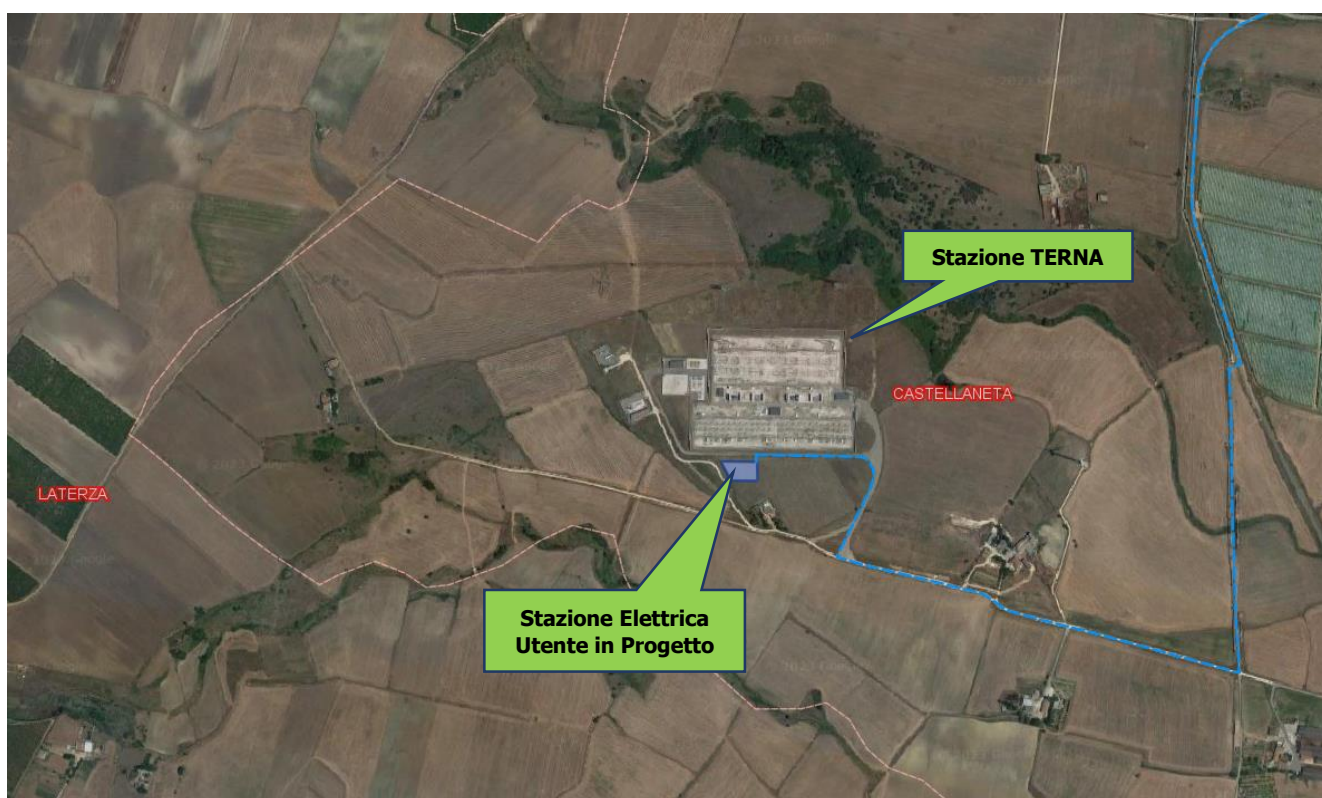 Stazione TERNA
CASTELLANETA
LATERZA
Stazione Elettrica
Utente in Progetto